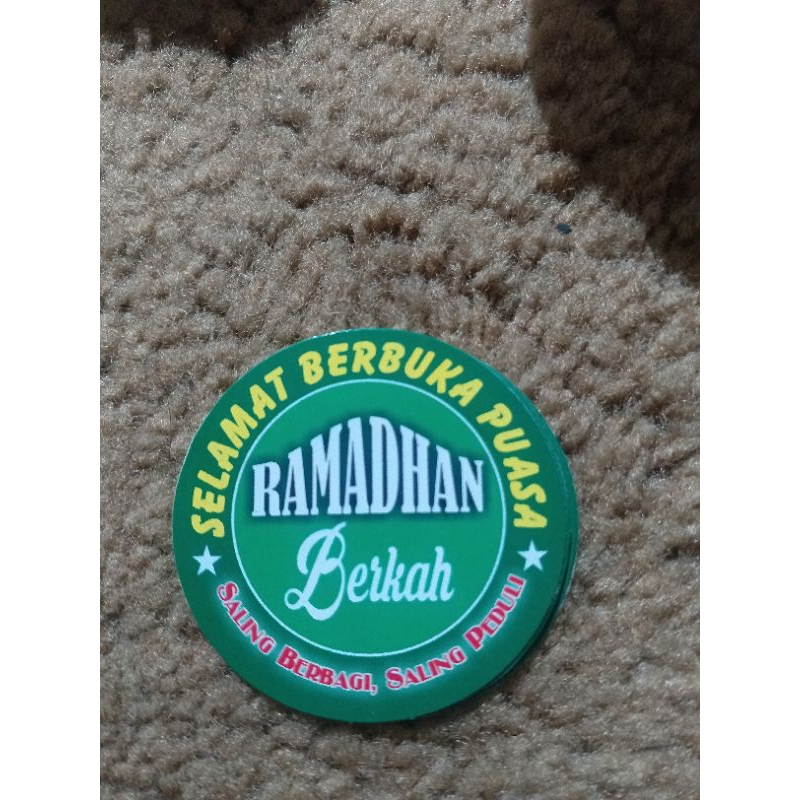 SELAMAT BERBUKA PUASA
RAMADHAN
Berkah
SALING BERBAGI, SALING PEDULI